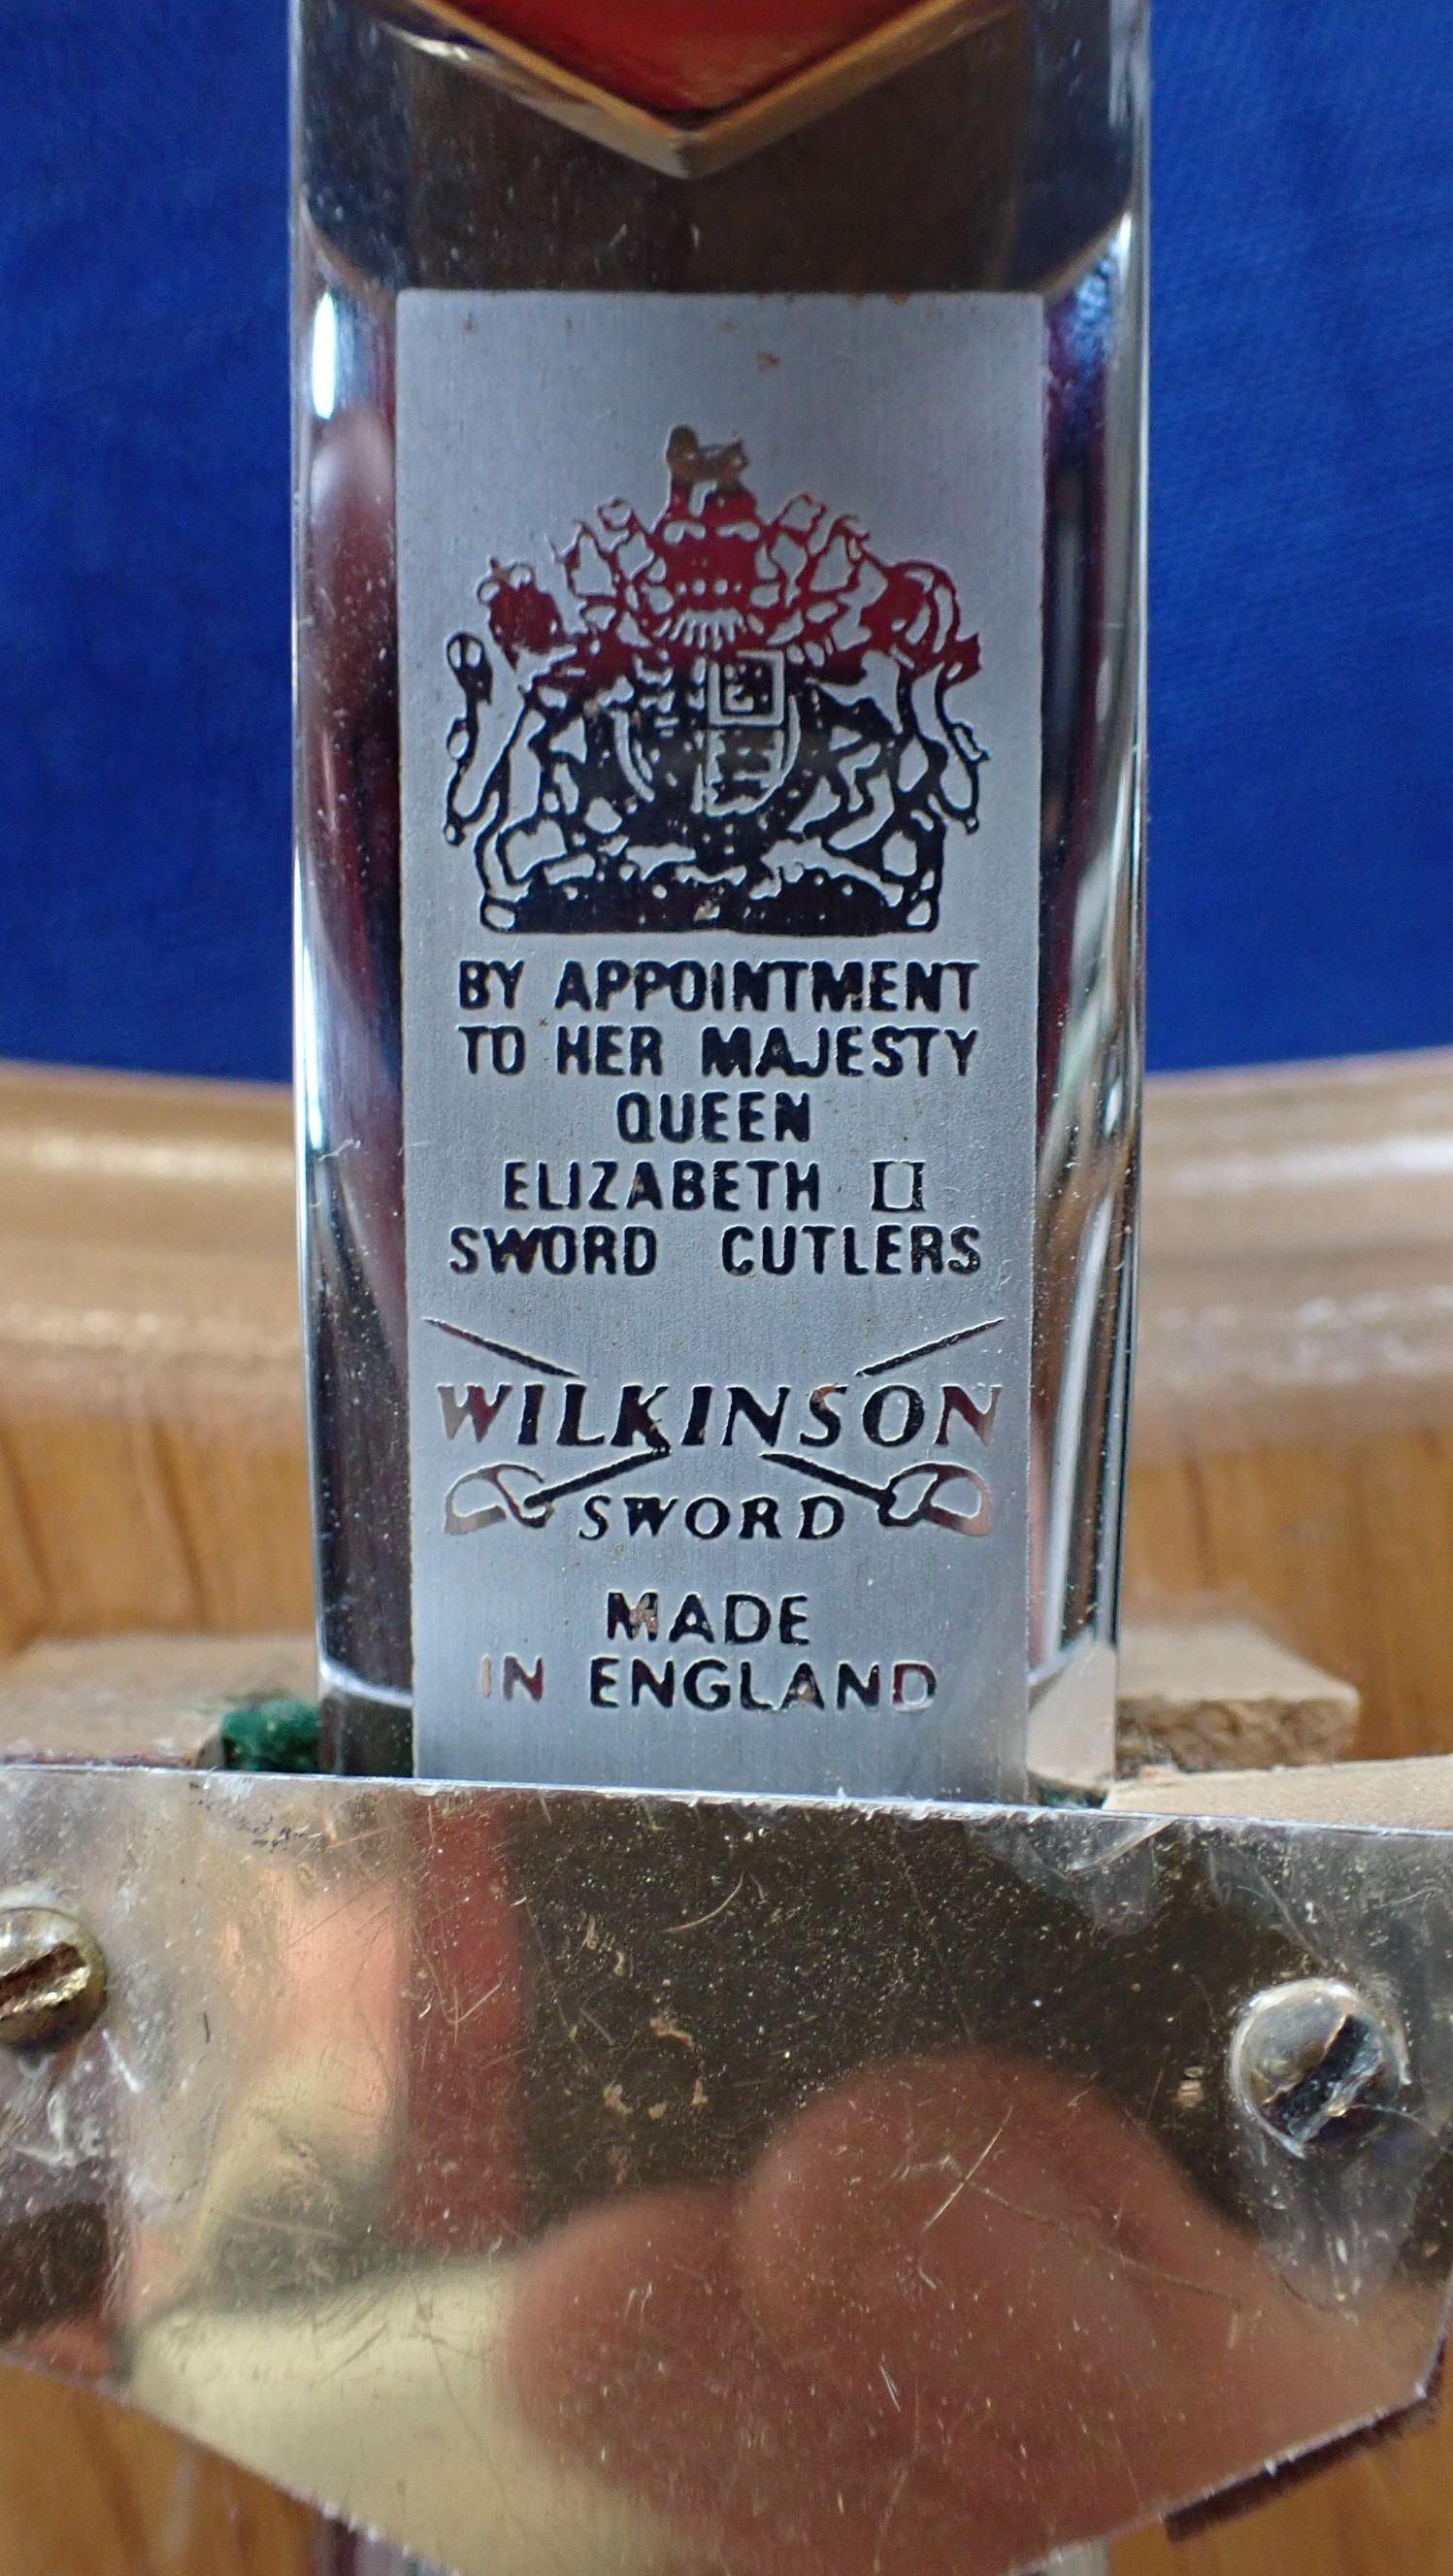 BY APPOINTMENT
TO HER MAJESTY
QUEEN
ELIZABETH II
SWORD CUTLERS
WILKINSON
SWORD
MADE
IN ENGLAND